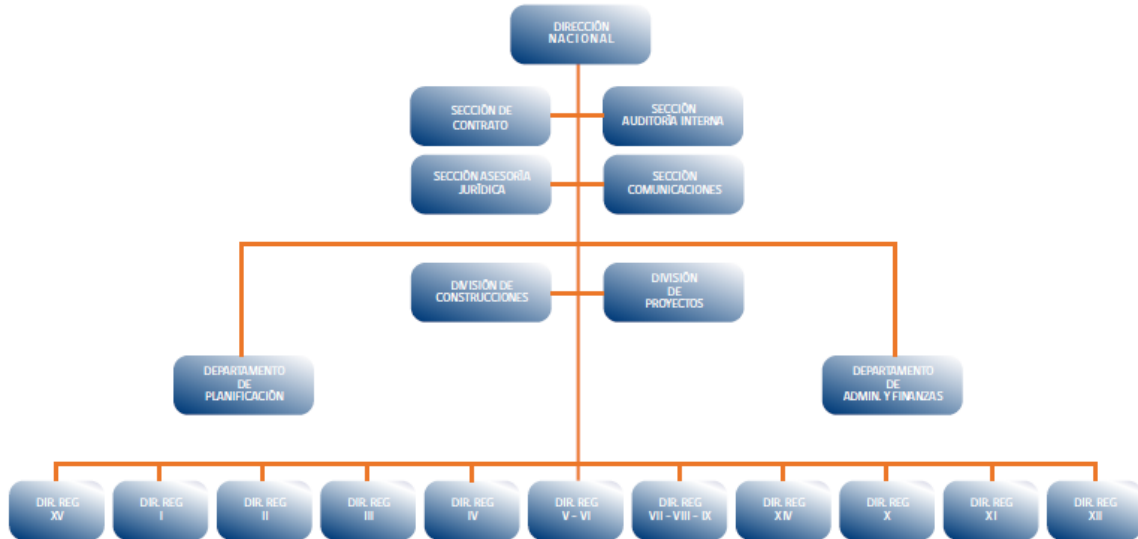 DIRECCIÓN
NACIONAL
SECCIÓN DE
CONTRATO
SECCIÓN
AUDITORÍA INTERNA
SECCIÓN ASESORÍA
JURÍDICA
SECCIÓN
COMUNICACIONES
DIVISIÓN DE
CONSTRUCCIONES
DIVISIÓN
DE
PROYECTOS
DEPARTAMENTO
DE
PLANIFICACIÓN
DEPARTAMENTO
DE
ADMIN. Y FINANZAS
DIR. REG
XV
DIR. REG
I
DIR. REG
II
DIR. REG
III
DIR. REG
IV
DIR. REG
V - VI
DIR. REG
VII - VIII - IX
DIR. REG
XIV
DIR. REG
X
DIR. REG
XI
DIR. REG
XII